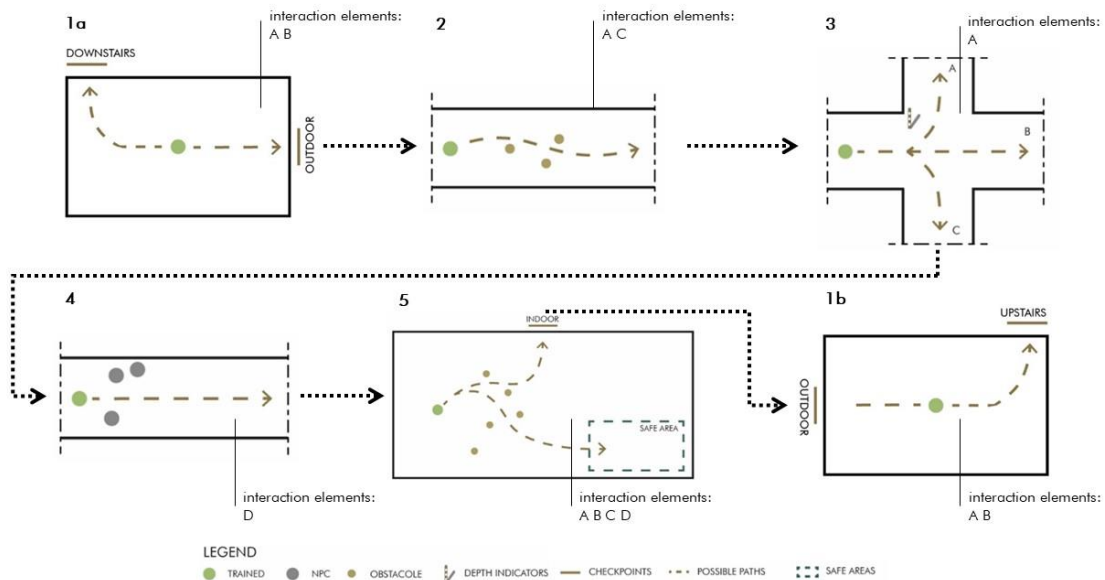 1a
interaction elements:
A B
DOWNSTAIRS
OUTDOOR
2
interaction elements:
A C
3
interaction elements:
A
A
B
C
4
interaction elements:
D
5
INDOOR
SAFE AREA
interaction elements:
A B C D
1b
UPSTAIRS
OUTDOOR
interaction elements:
A B
LEGEND
TRAINED
NPC
OBSTACOLE
DEPTH INDICATORS
CHECKPOINTS
POSSIBLE PATHS
SAFE AREAS